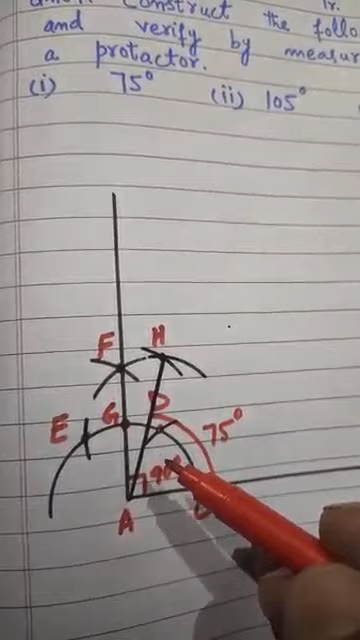 Construct the follo
and verify by measur
a protactor.
(i) 75° (ii) 105°
F H
E G D 75°
90°
A